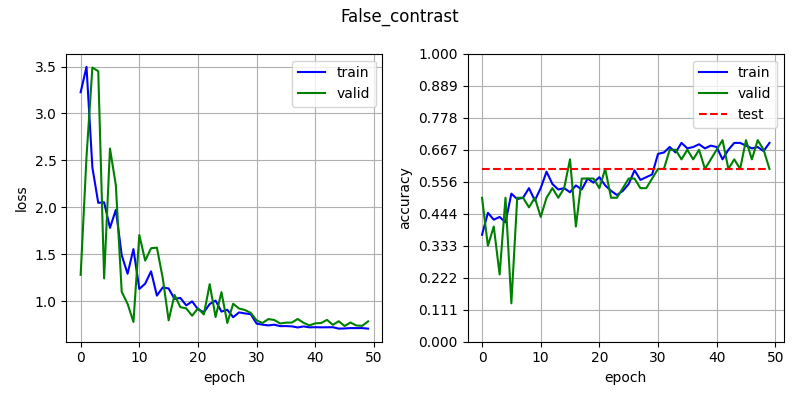 False_contrast
loss
3.5
3.0
2.5
2.0
1.5
1.0
0 10 20 30 40 50
epoch
train
valid
accuracy
1.000
0.889
0.778
0.667
0.556
0.444
0.333
0.222
0.111
0.000
0 10 20 30 40 50
epoch
train
valid
test